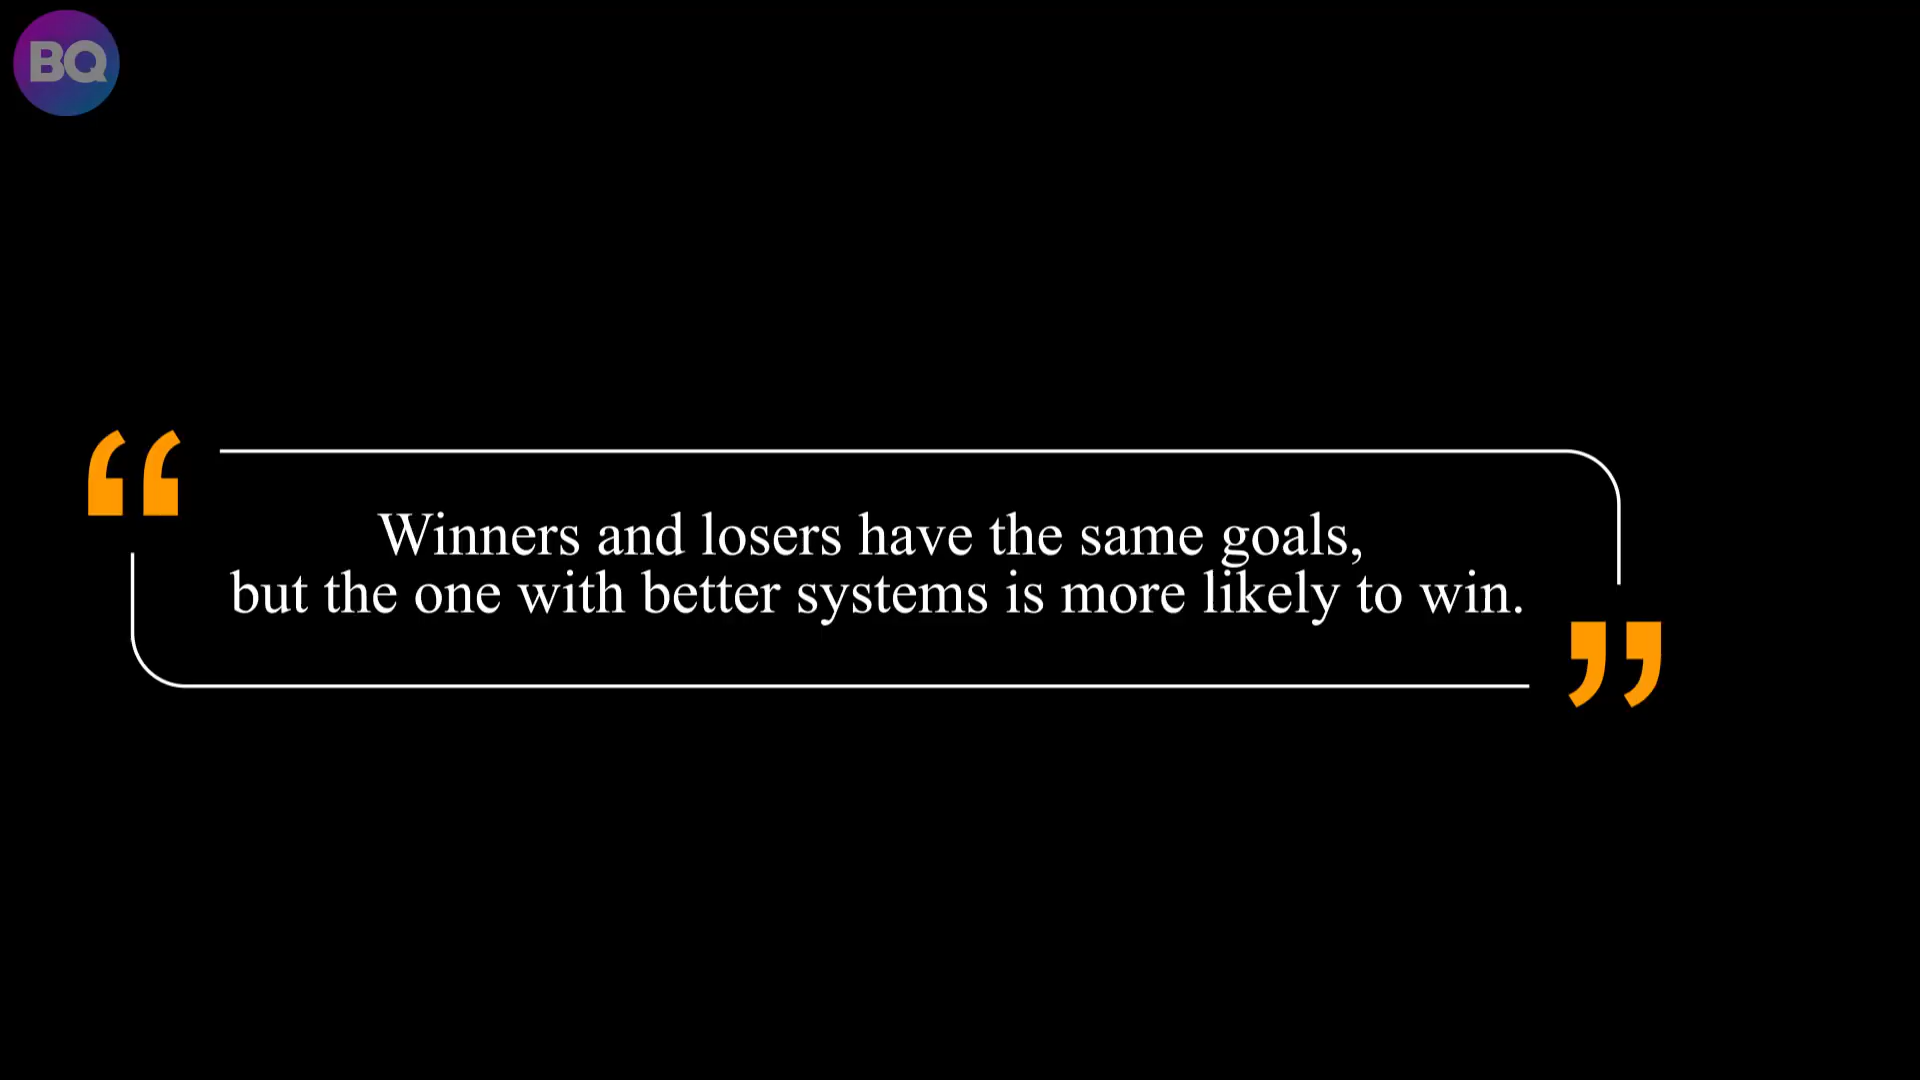 BQ
Winners and losers have the same goals,
but the one with better systems is more likely to win.